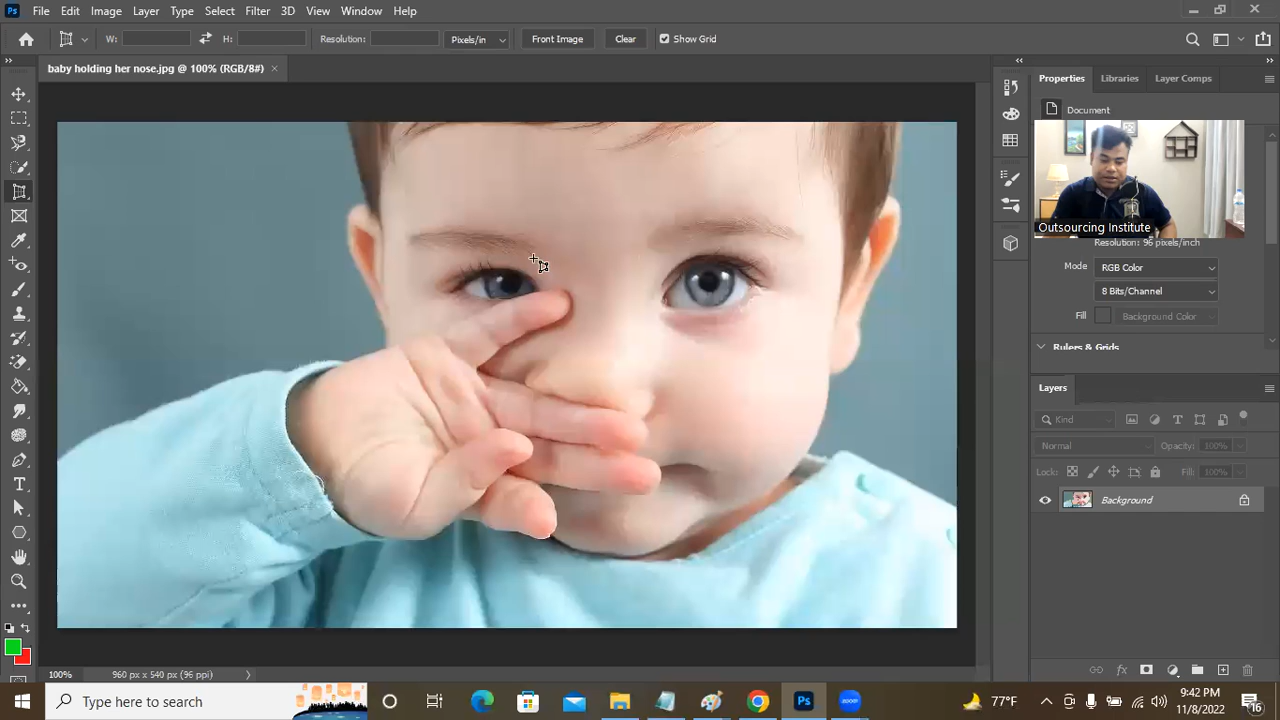 Ps File Edit Image Layer Type Select Filter 3D View Window Help
W: H: Resolution: Pixels/in Front Image Clear Show Grid
baby holding her nose.jpg @ 100% (RGB/8#)
Properties Libraries Layer Comps
Document
Outsourcing Institute
Resolution: 96 pixels/inch
Mode RGB Color
8 Bits/Channel
Fill Background Color
Rulers & Grids
Layers
Kind
Normal Opacity: 100%
Lock: Fill: 100%
Background
100% 960 px x 540 px (96 ppi)
Type here to search
Ps
zoom
77°F
9:42 PM
11/8/2022
16